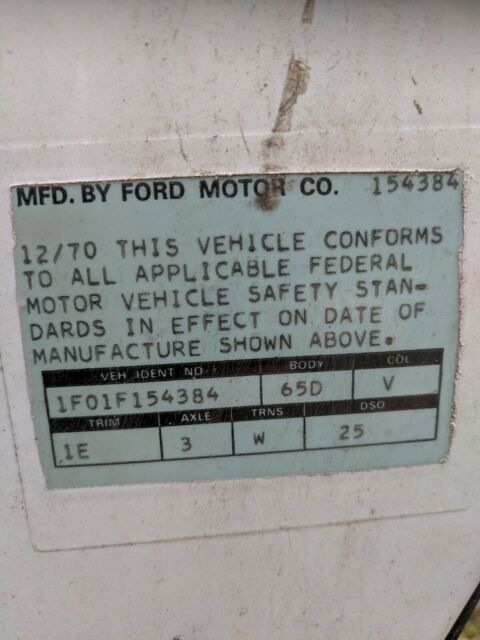 MFD. BY FORD MOTOR CO. 154384
12/70 THIS VEHICLE CONFORMS
TO ALL APPLICABLE FEDERAL
MOTOR VEHICLE SAFETY STAN-
DARDS IN EFFECT ON DATE OF
MANUFACTURE SHOWN ABOVE.
VEH IDENT NO BODY COL
1F01F154384 65D V
TRIM AXLE TRNS DSO
1E 3 W 25